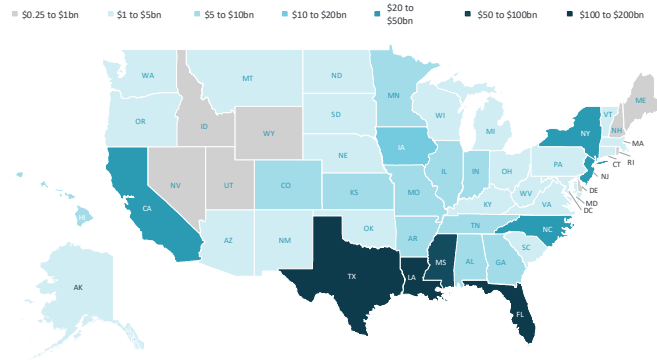 $0.25 to $1bn
$1 to $5bn
$5 to $10bn
$10 to $20bn
$20 to
$50bn
$50 to $100bn
$100 to $200bn
WA
MT
ND
MN
ME
VT
OR
ID
SD
WI
MI
NY
NH
MA
WY
IA
NE
PA
RI
CT
NV
UT
CO
IL
IN
OH
NJ
KS
MO
WV
VA
DE
MD
DC
CA
KY
HI
AZ
NM
OK
AR
TN
NC
SC
MS
AL
GA
TX
LA
AK
FL